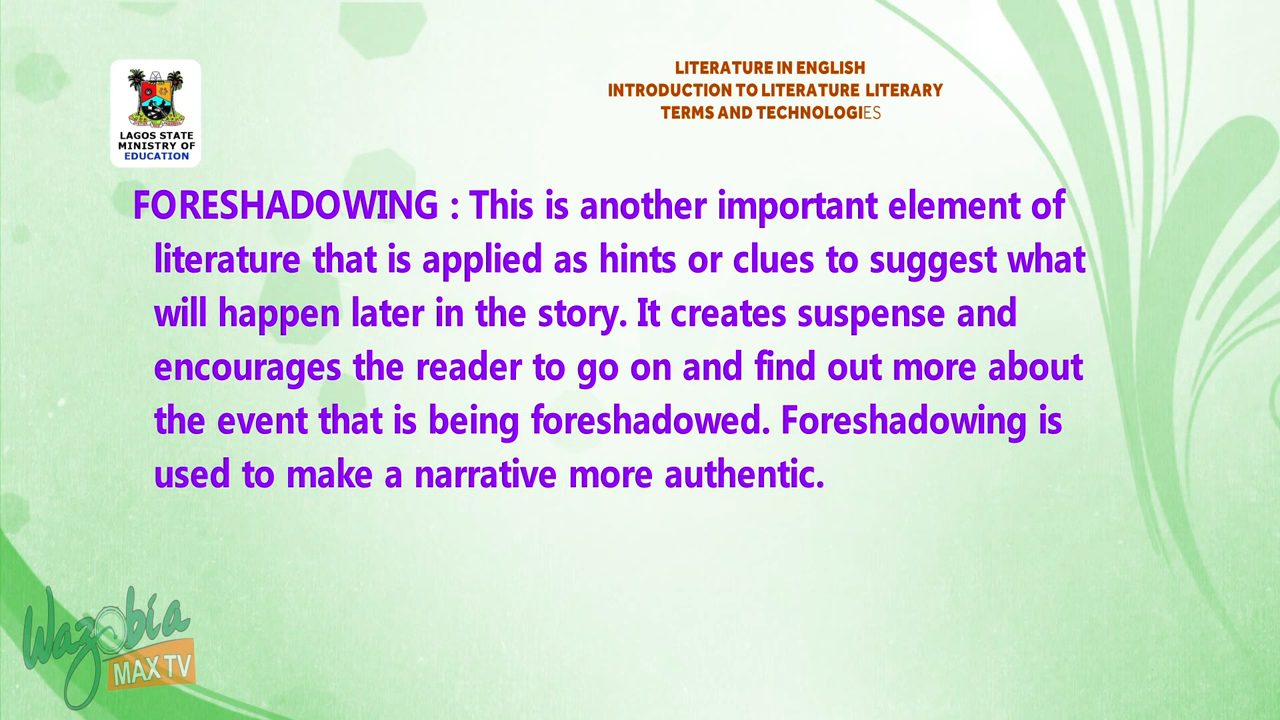 LITERATURE IN ENGLISH
INTRODUCTION TO LITERATURE LITERARY
TERMS AND TECHNOLOGIES
LAGOS STATE
MINISTRY OF
EDUCATION
FORESHADOWING : This is another important element of
literature that is applied as hints or clues to suggest what
will happen later in the story. It creates suspense and
encourages the reader to go on and find out more about
the event that is being foreshadowed. Foreshadowing is
used to make a narrative more authentic.
Wazobia
MAX TV